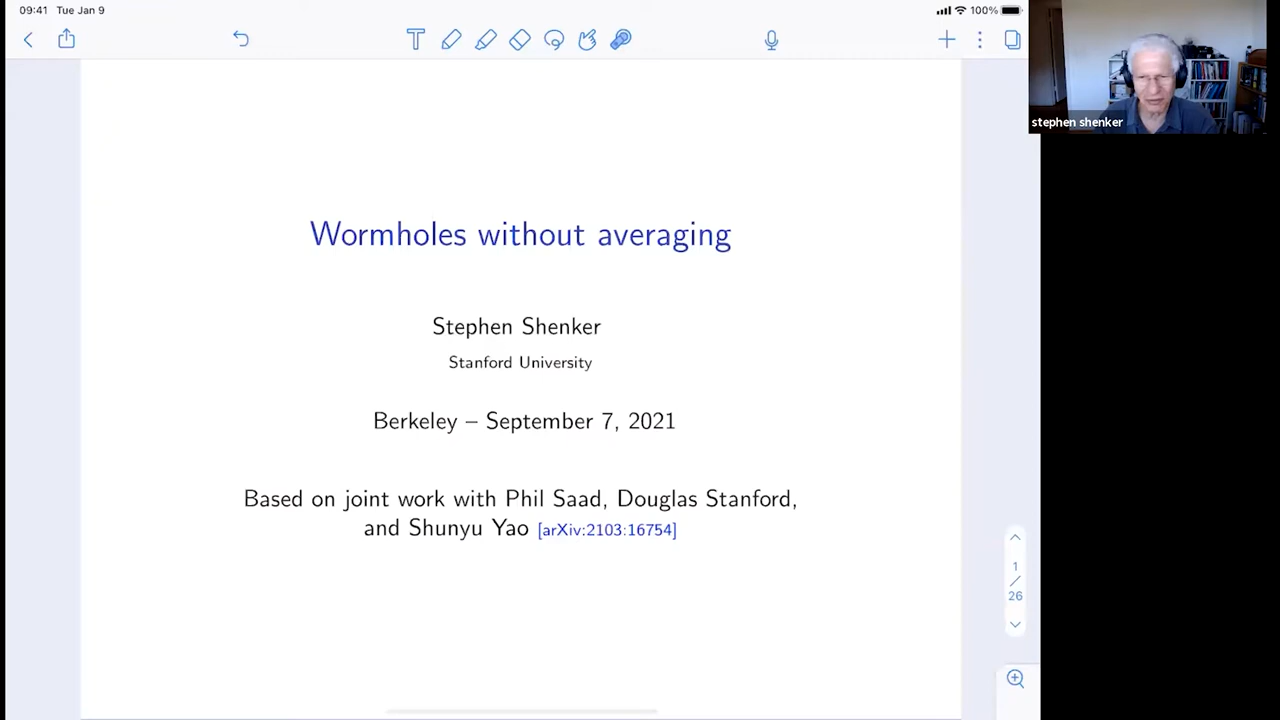 09:41 Tue Jan 9
100%
stephen shenker
Wormholes without averaging
Stephen Shenker
Stanford University
Berkeley – September 7, 2021
Based on joint work with Phil Saad, Douglas Stanford,
and Shunyu Yao [arXiv:2103:16754]
1
/
26